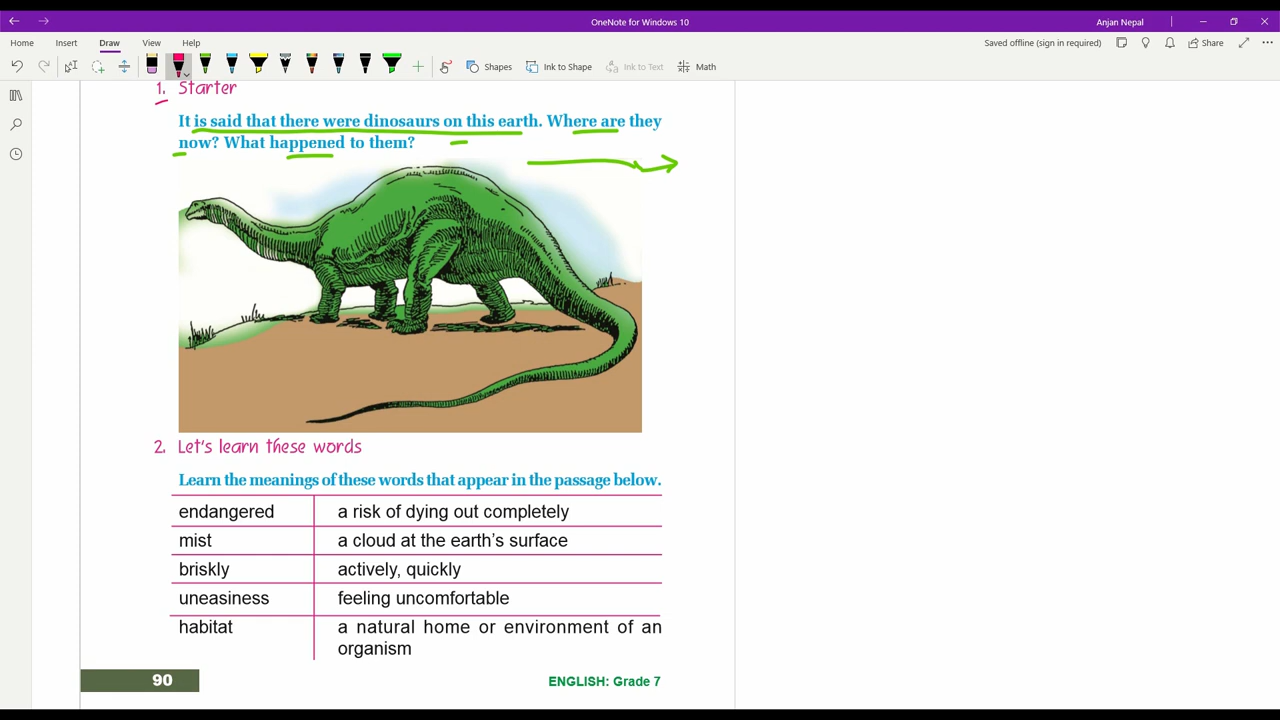 OneNote for Windows 10
Anjan Nepal
Home Insert Draw View Help
Saved offline (sign in required)
Share
Shapes
Ink to Shape
Ink to Text
Math
1. Starter
It is said that there were dinosaurs on this earth. Where are they
now? What happened to them?
2. Let's learn these words
Learn the meanings of these words that appear in the passage below.
endangered a risk of dying out completely
mist a cloud at the earth's surface
briskly actively, quickly
uneasiness feeling uncomfortable
habitat a natural home or environment of an
organism
90
ENGLISH: Grade 7